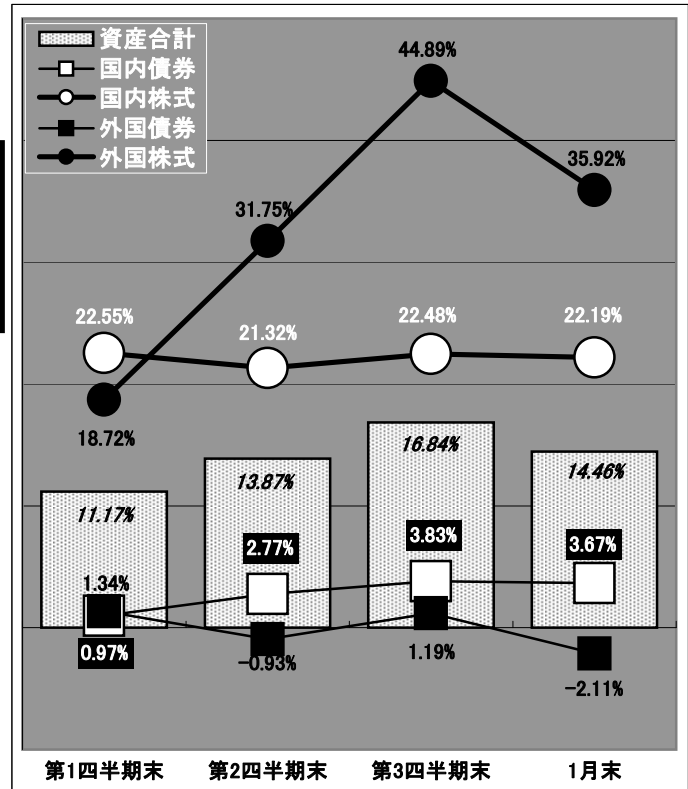 資産合計
国内債券
国内株式
外国債券
外国株式
44.89%
35.92%
31.75%
22.55%
21.32%
22.48%
22.19%
18.72%
11.17%
13.87%
16.84%
14.46%
1.34%
2.77%
3.83%
3.67%
0.97%
-0.93%
1.19%
-2.11%
第1四半期末
第2四半期末
第3四半期末
1月末